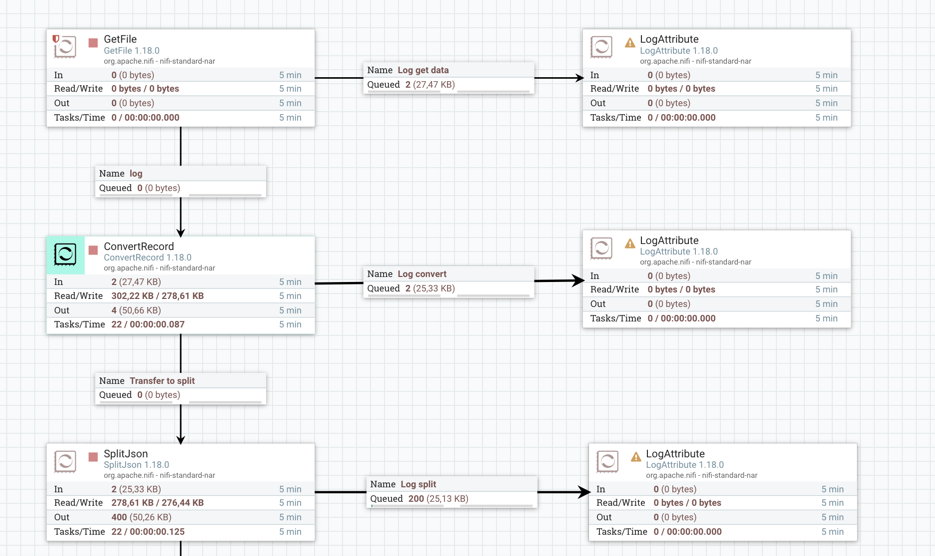 GetFile
GetFile 1.18.0
org.apache.nifi - nifi-standard-nar
In 0 (0 bytes) 5 min
Read/Write 0 bytes / 0 bytes 5 min
Out 0 (0 bytes) 5 min
Tasks/Time 0 / 00:00:00.000 5 min
Name Log get data
Queued 2 (27,47 KB)
LogAttribute
LogAttribute 1.18.0
org.apache.nifi - nifi-standard-nar
In 0 (0 bytes) 5 min
Read/Write 0 bytes / 0 bytes 5 min
Out 0 (0 bytes) 5 min
Tasks/Time 0 / 00:00:00.000 5 min
Name log
Queued 0 (0 bytes)
ConvertRecord
ConvertRecord 1.18.0
org.apache.nifi - nifi-standard-nar
In 2 (27,47 KB) 5 min
Read/Write 302,22 KB / 278,61 KB 5 min
Out 4 (50,66 KB) 5 min
Tasks/Time 22 / 00:00:00.087 5 min
Name Log convert
Queued 2 (25,33 KB)
LogAttribute
LogAttribute 1.18.0
org.apache.nifi - nifi-standard-nar
In 0 (0 bytes) 5 min
Read/Write 0 bytes / 0 bytes 5 min
Out 0 (0 bytes) 5 min
Tasks/Time 0 / 00:00:00.000 5 min
Name Transfer to split
Queued 0 (0 bytes)
SplitJson
SplitJson 1.18.0
org.apache.nifi - nifi-standard-nar
In 2 (25,33 KB) 5 min
Read/Write 278,61 KB / 276,44 KB 5 min
Out 400 (50,26 KB) 5 min
Tasks/Time 22 / 00:00:00.125 5 min
Name Log split
Queued 200 (25,13 KB)
LogAttribute
LogAttribute 1.18.0
org.apache.nifi - nifi-standard-nar
In 0 (0 bytes) 5 min
Read/Write 0 bytes / 0 bytes 5 min
Out 0 (0 bytes) 5 min
Tasks/Time 0 / 00:00:00.000 5 min